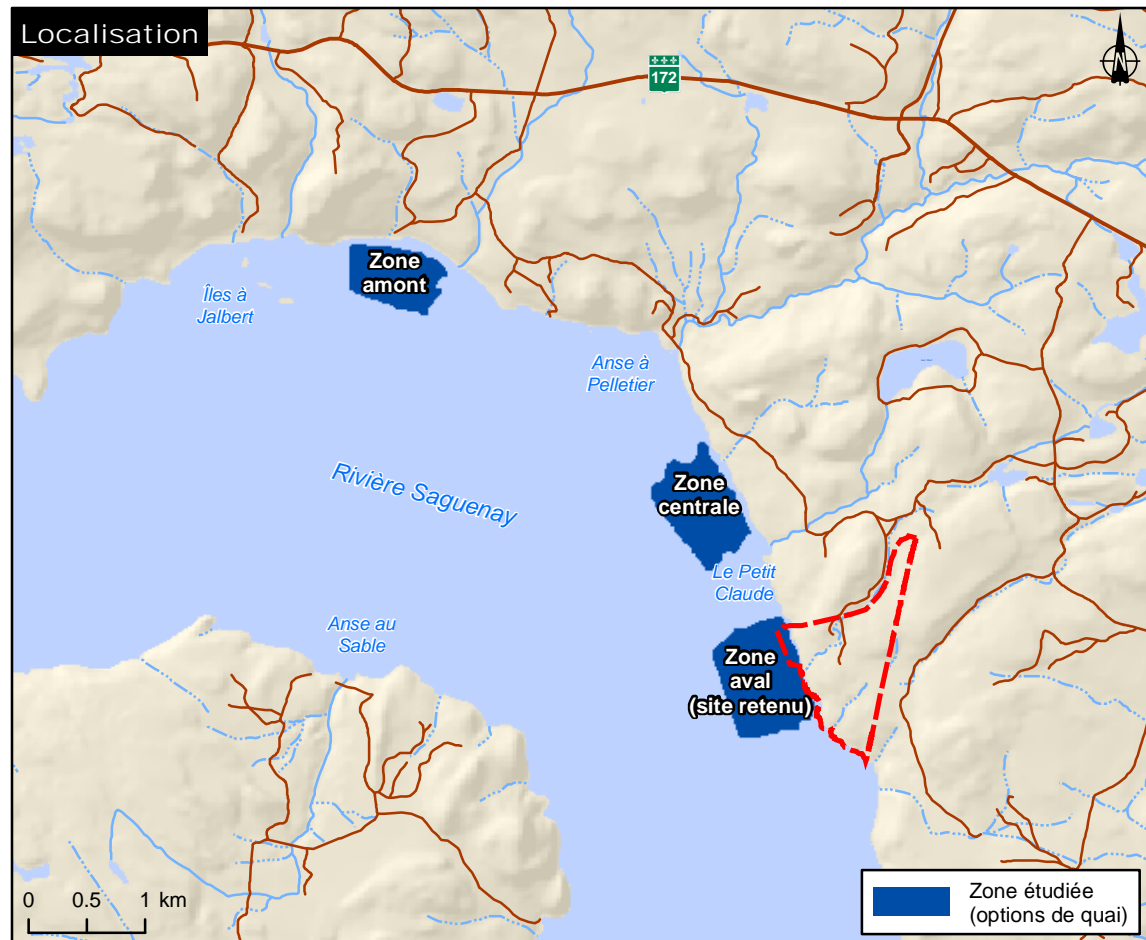 Localisation
172
N
Zone
amont
Îles à
Jalbert
Anse à
Pelletier
Rivière Saguenay
Zone
centrale
Le Petit
Claude
Anse au
Sable
Zone
aval
(site retenu)
0 0.5 1 km
Zone étudiée
(options de quai)